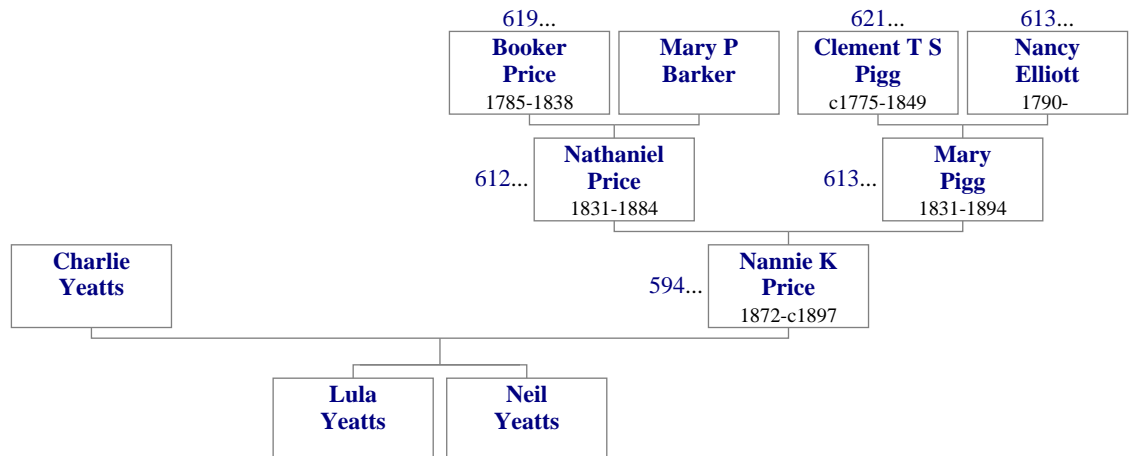 619...
Booker
Price
1785-1838
Mary P
Barker
621...
Clement T S
Pigg
c1775-1849
613...
Nancy
Elliott
1790-
612...
Nathaniel
Price
1831-1884
613...
Mary
Pigg
1831-1894
Charlie
Yeatts
594...
Nannie K
Price
1872-c1897
Lula
Yeatts
Neil
Yeatts